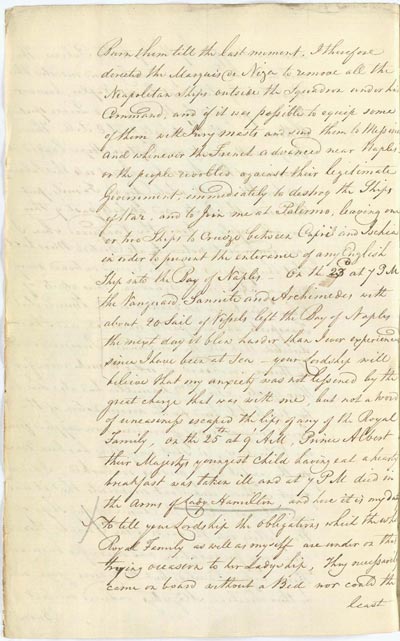 Burn them till the last moment, I therefore
directed the Marquis de Niza to remove all the
Neapolitan Ships outside the Squadron under his
Command, and if it was possible to equip some
of them with Jury masts and send them to Messina
and whenever the French advanced near Naples
or the people revolted against their legitimate
Government, immediately to destroy the Ships
of War, and to join me at Palermo, leaving one
or two Ships to Cruize between Capri and Ischia
in order to prevent the entrance of any English
Ship into the Bay of Naples On the 23d at 7 PM
the Vanguard Sannite and Archimedes with
about 20 Sail of Vessels left the Bay of Naples
the next day it blew harder than I ever experienced
since I have been at Sea — your Lordship will
believe that my anxiety was not lessened by the
great charge that was with me, but not a word
of uneasiness escaped the lips of any of the Royal
Family. On the 25th at 9 AM Prince Albert
their Majestys youngest Child having eat a hearty
breakfast was taken ill and at 7 PM died in
the arms of Lady Hamilton, and here it is my duty
to tell your Lordship the obligations which the whole
Royal Family as well as myself are under on this
trying occasion to her Ladyship, They necessarily
came on board without a Bed nor could the
least